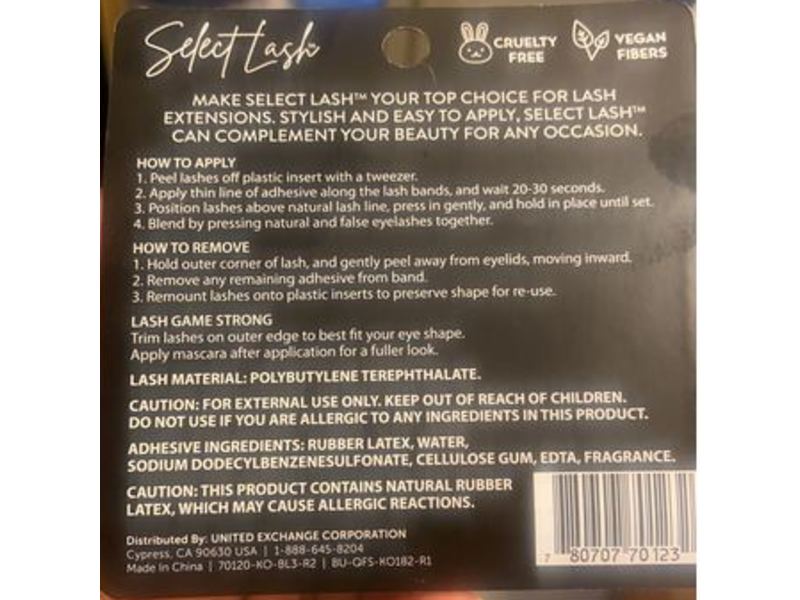 Select Lash
CRUELTY
FREE
VEGAN
FIBERS
MAKE SELECT LASH™ YOUR TOP CHOICE FOR LASH
EXTENSIONS. STYLISH AND EASY TO APPLY, SELECT LASH™
CAN COMPLEMENT YOUR BEAUTY FOR ANY OCCASION.
HOW TO APPLY
1. Peel lashes off plastic insert with a tweezer.
2. Apply thin line of adhesive along the lash bands, and wait 20-30 seconds.
3. Position lashes above natural lash line, press in gently, and hold in place until set.
4. Blend by pressing natural and false eyelashes together.
HOW TO REMOVE
1. Hold outer corner of lash, and gently peel away from eyelids, moving inward.
2. Remove any remaining adhesive from band.
3. Remount lashes onto plastic inserts to preserve shape for re-use.
LASH GAME STRONG
Trim lashes on outer edge to best fit your eye shape.
Apply mascara after application for a fuller look.
LASH MATERIAL: POLYBUTYLENE TEREPHTHALATE.
CAUTION: FOR EXTERNAL USE ONLY. KEEP OUT OF REACH OF CHILDREN.
DO NOT USE IF YOU ARE ALLERGIC TO ANY INGREDIENTS IN THIS PRODUCT.
ADHESIVE INGREDIENTS: RUBBER LATEX, WATER,
SODIUM DODECYLBENZENESULFONATE, CELLULOSE GUM, EDTA, FRAGRANCE.
CAUTION: THIS PRODUCT CONTAINS NATURAL RUBBER
LATEX, WHICH MAY CAUSE ALLERGIC REACTIONS.
Distributed By: UNITED EXCHANGE CORPORATION
Cypress, CA 90630 USA | 1-888-645-8204
Made In China | 70120-KO-BL3-R2 | BU-QFS-KO182-R1
7 80707 70123